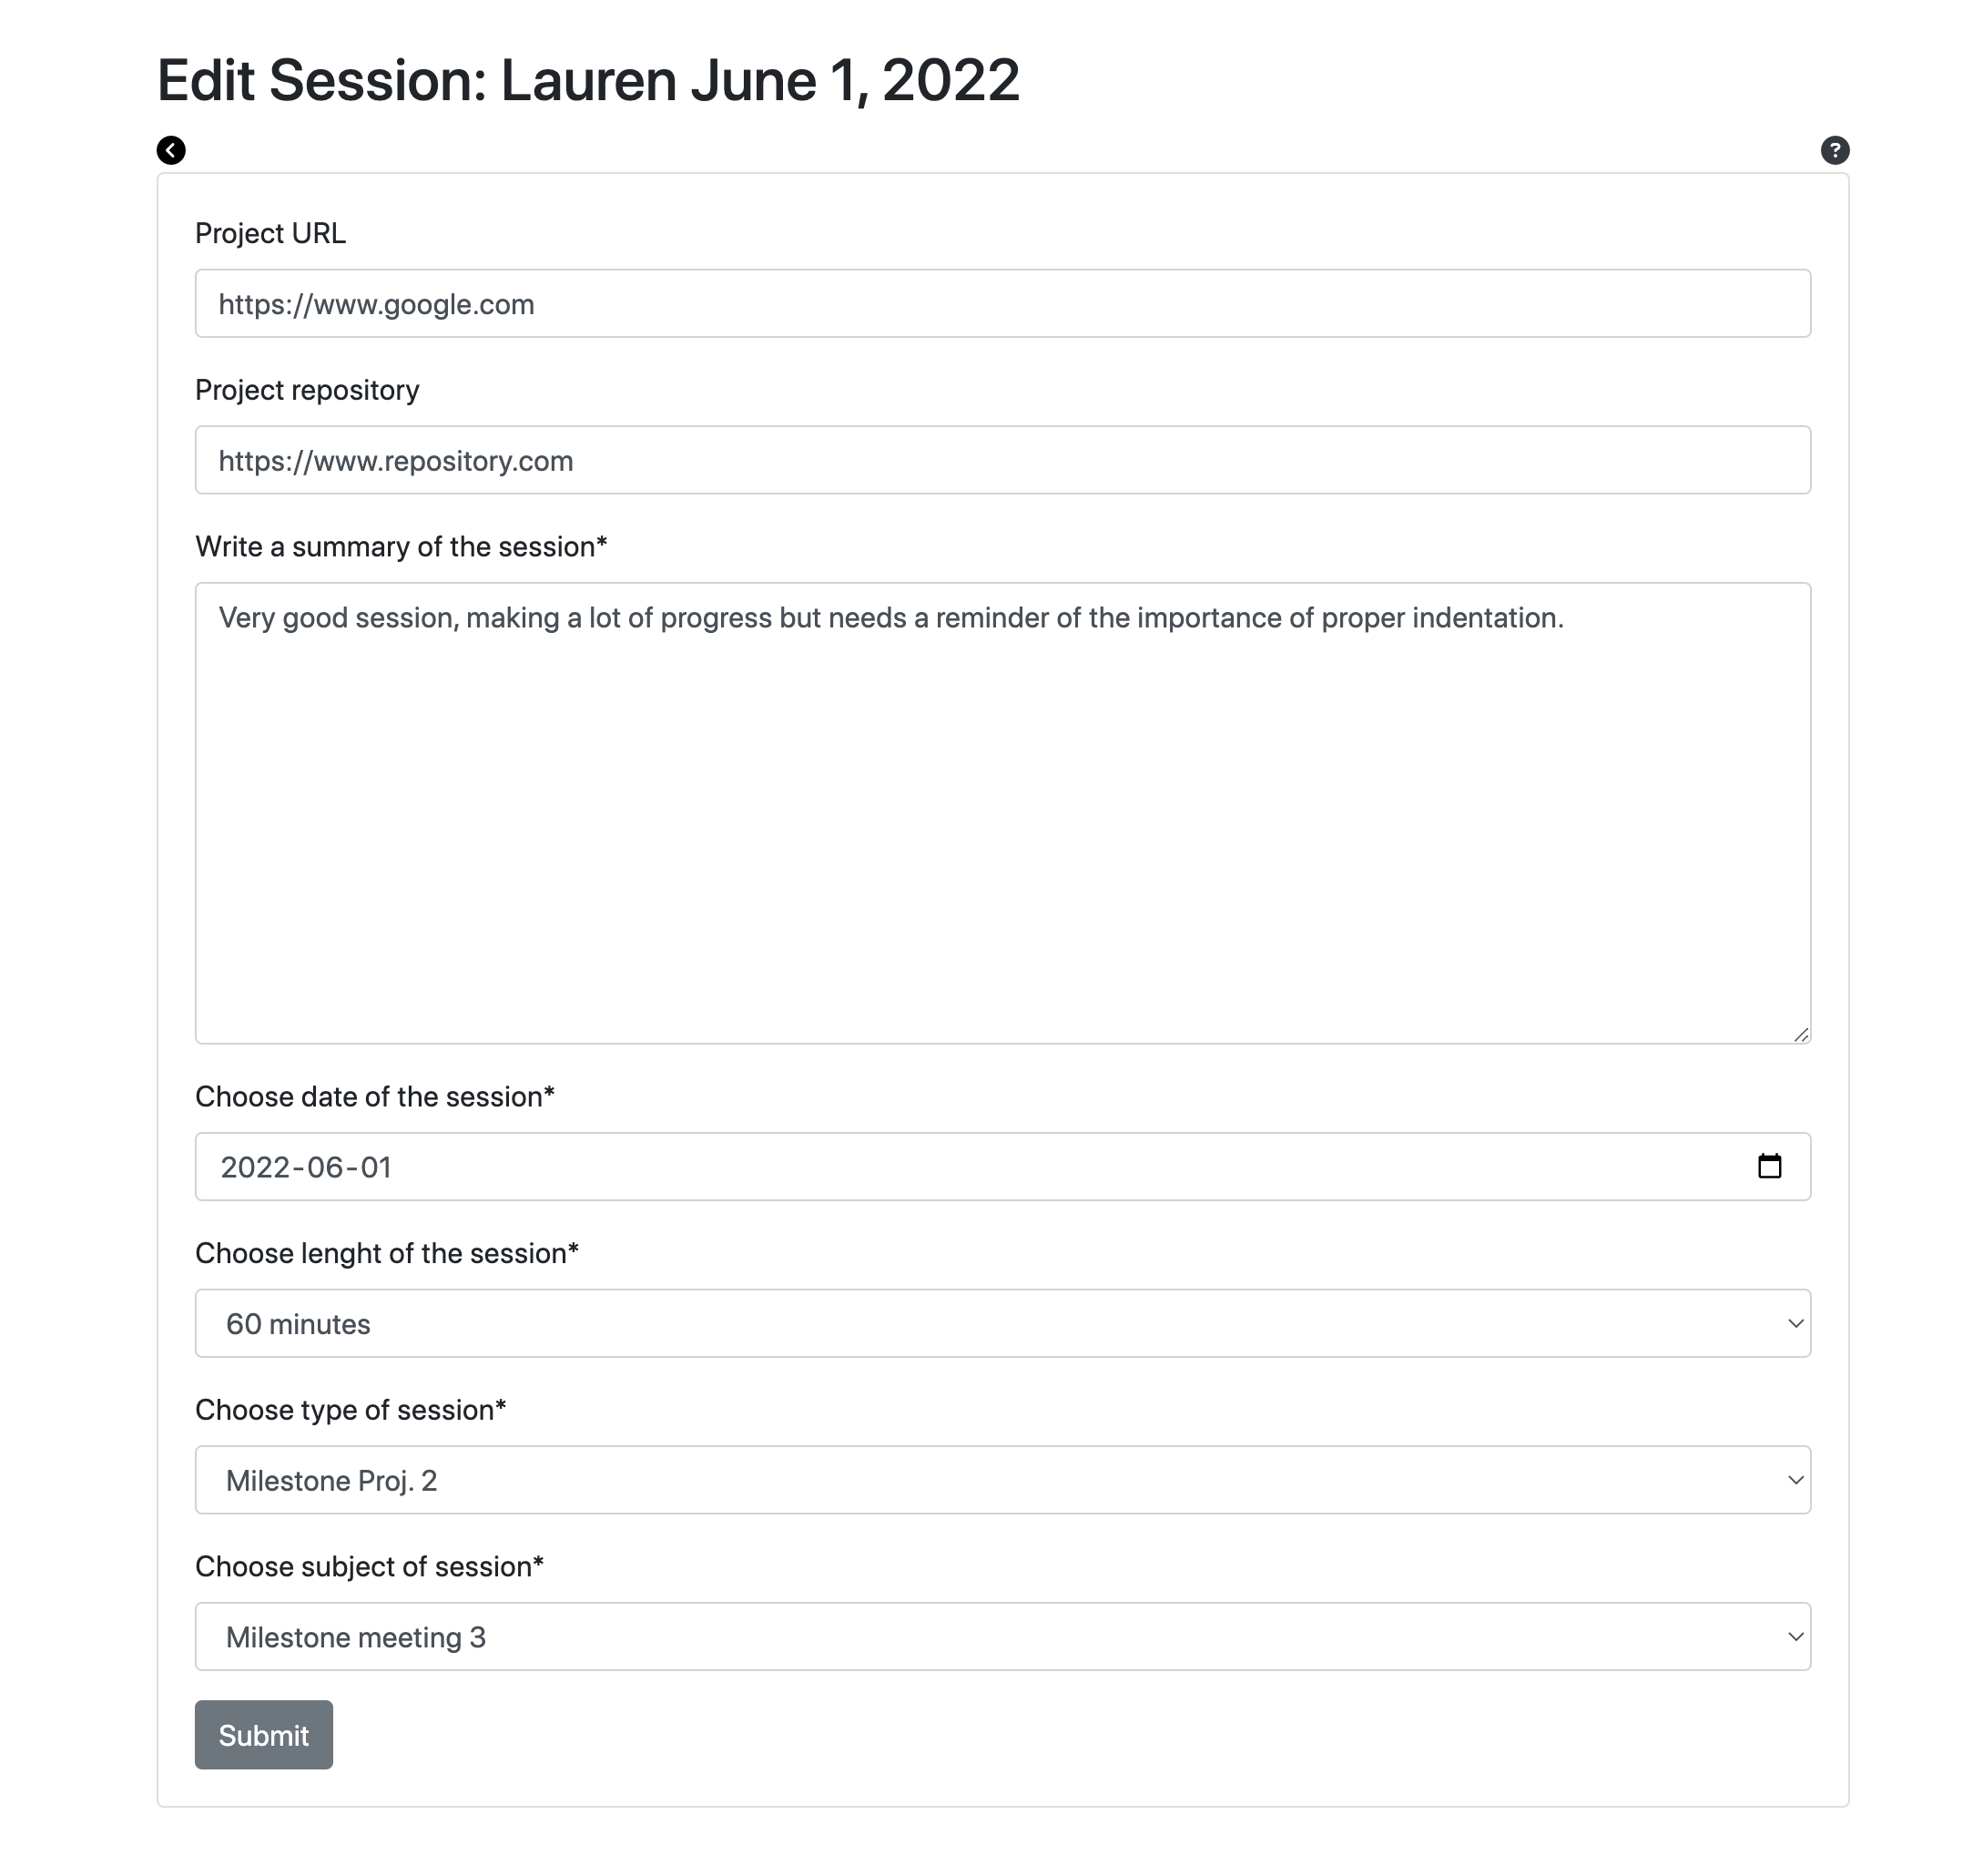 Edit Session: Lauren June 1, 2022
?
Project URL
https://www.google.com
Project repository
https://www.repository.com
Write a summary of the session*
Very good session, making a lot of progress but needs a reminder of the importance of proper indentation.
Choose date of the session*
2022-06-01
Choose lenght of the session*
60 minutes
Choose type of session*
Milestone Proj. 2
Choose subject of session*
Milestone meeting 3
Submit